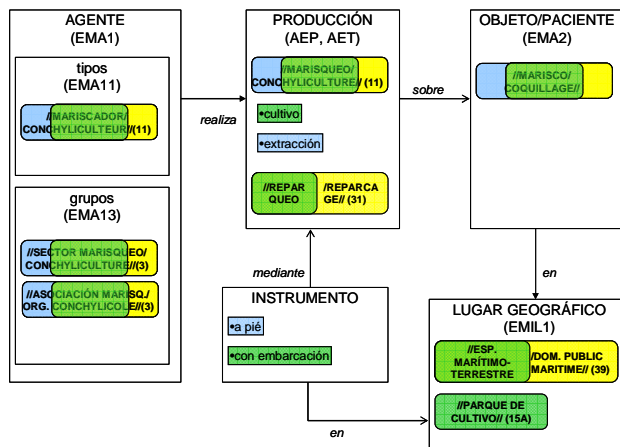 AGENTE
(EMA1)
tipos
(EMA11)
//MARISCADOR/
CONCHYLICULTEUR//(11)
grupos
(EMA13)
//SECTOR MARISQUEO/
CONCHYLICULTURE//(3)
//ASOCIACIÓN MARISQ./
ORG. CONCHYLICOLE//(3)
realiza
PRODUCCIÓN
(AEP, AET)
//MARISQUEO/
CONCHYLICULTURE// (11)
•cultivo
•extracción
//REPAR
QUEO
/REPARCA
GE// (31)
sobre
OBJETO/PACIENTE
(EMA2)
//MARISCO/
COQUILLAGE//
mediante
INSTRUMENTO
•a pié
•con embarcación
en
en
LUGAR GEOGRÁFICO
(EMIL1)
//ESP.
MARÍTIMO-
TERRESTRE
/DOM. PUBLIC
MARITIME// (39)
//PARQUE DE
CULTIVO// (15A)